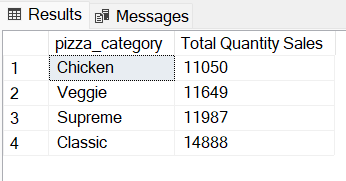 Results Messages
pizza_category Total Quantity Sales
1 Chicken 11050
2 Veggie 11649
3 Supreme 11987
4 Classic 14888